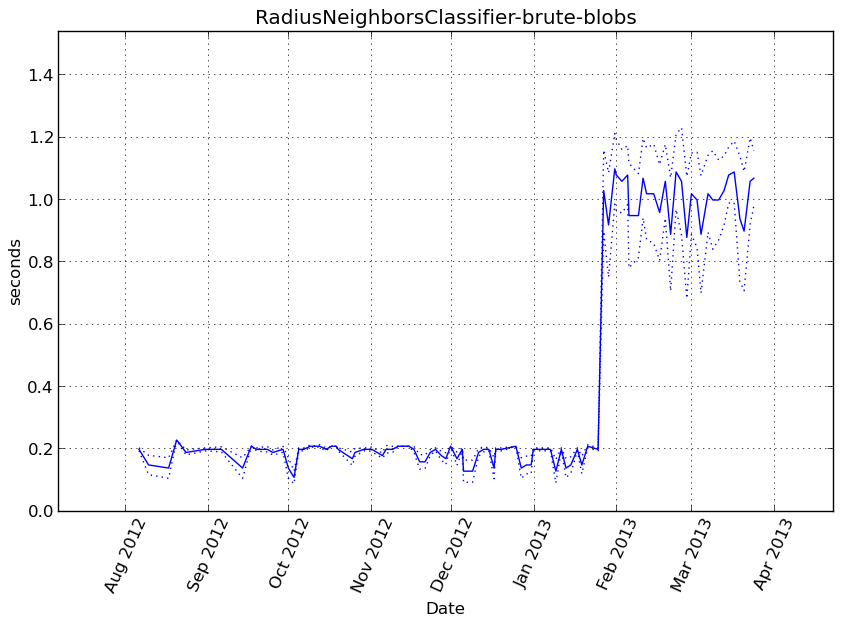 RadiusNeighborsClassifier-brute-blobs
1.4
1.2
1.0
0.8
0.6
0.4
0.2
0.0
seconds
Aug 2012
Sep 2012
Oct 2012
Nov 2012
Dec 2012
Jan 2013
Feb 2013
Mar 2013
Apr 2013
Date